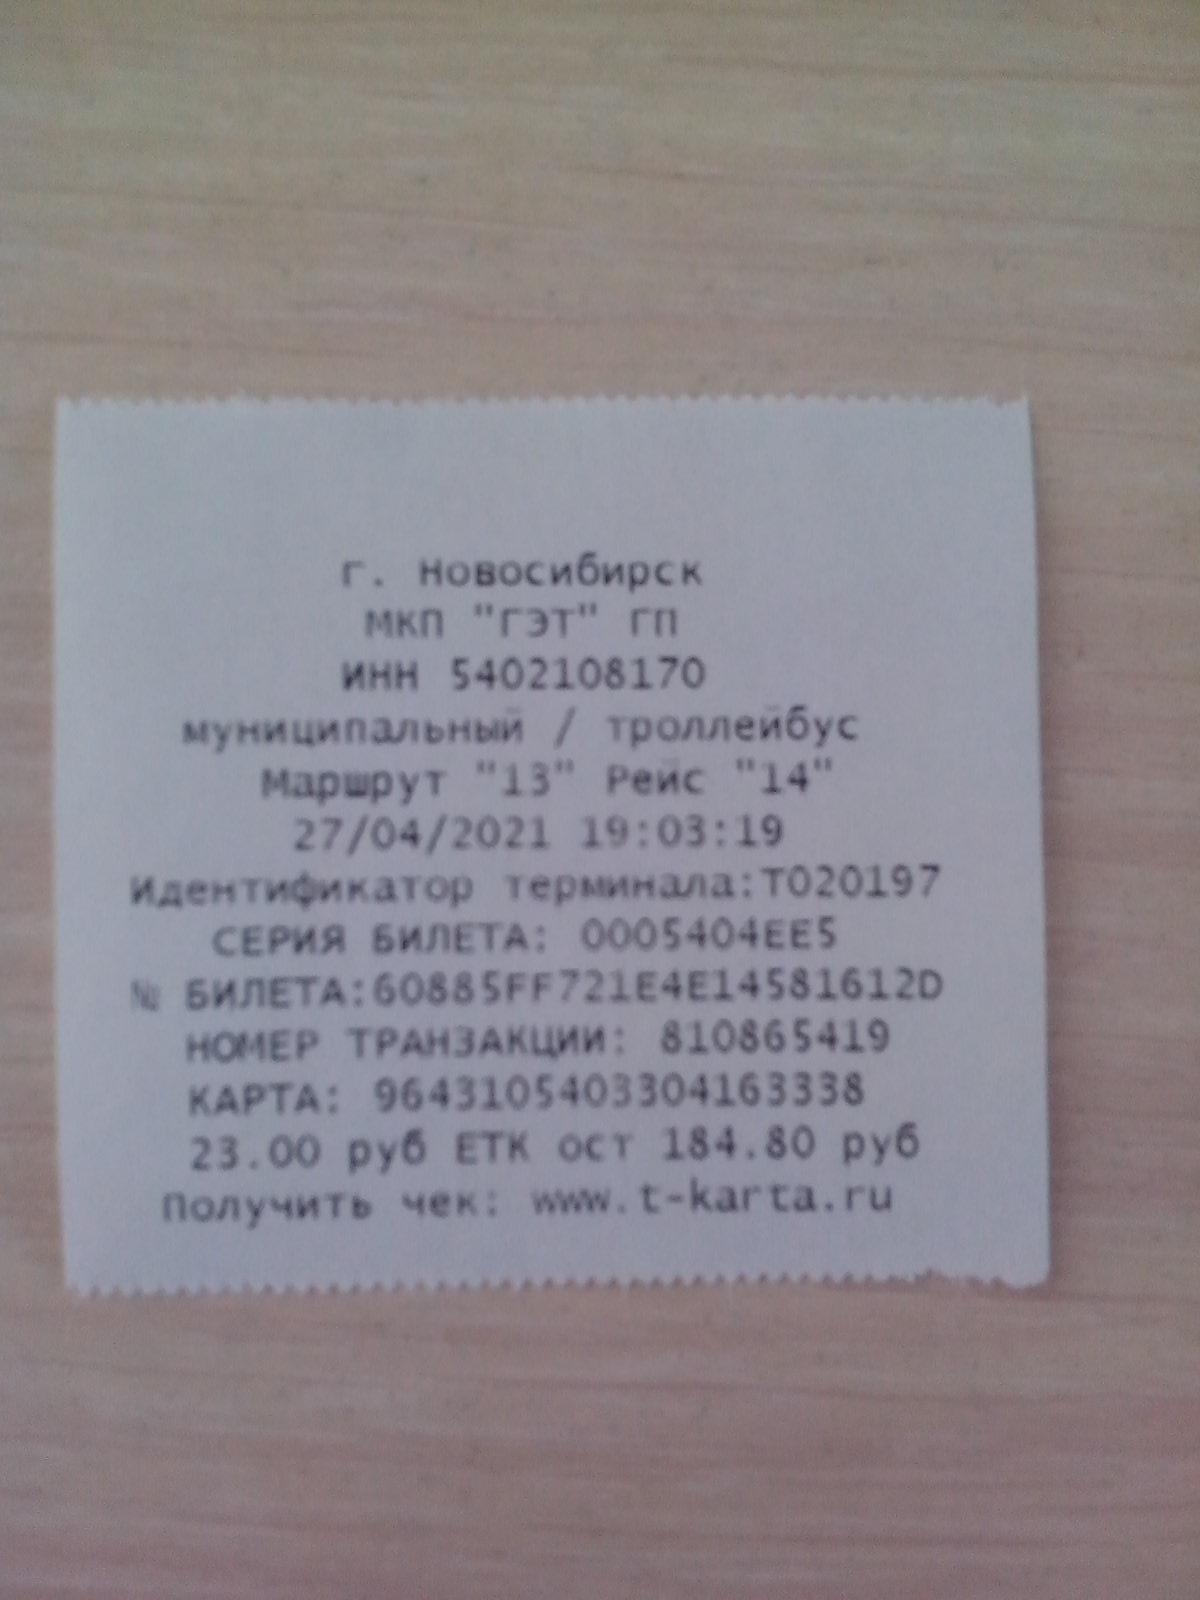 г. Новосибирск
МКП "ГЭТ" ГП
ИНН 5402108170
муниципальный / троллейбус
Маршрут "13" Рейс "14"
27/04/2021 19:03:19
Идентификатор терминала:T020197
СЕРИЯ БИЛЕТА: 0005404EE5
№ БИЛЕТА:60885FF721E4E14581612D
НОМЕР ТРАНЗАКЦИИ: 810865419
КАРТА: 9643105403304163338
23.00 руб ЕТК ост 184.80 руб
Получить чек: www.t-karta.ru